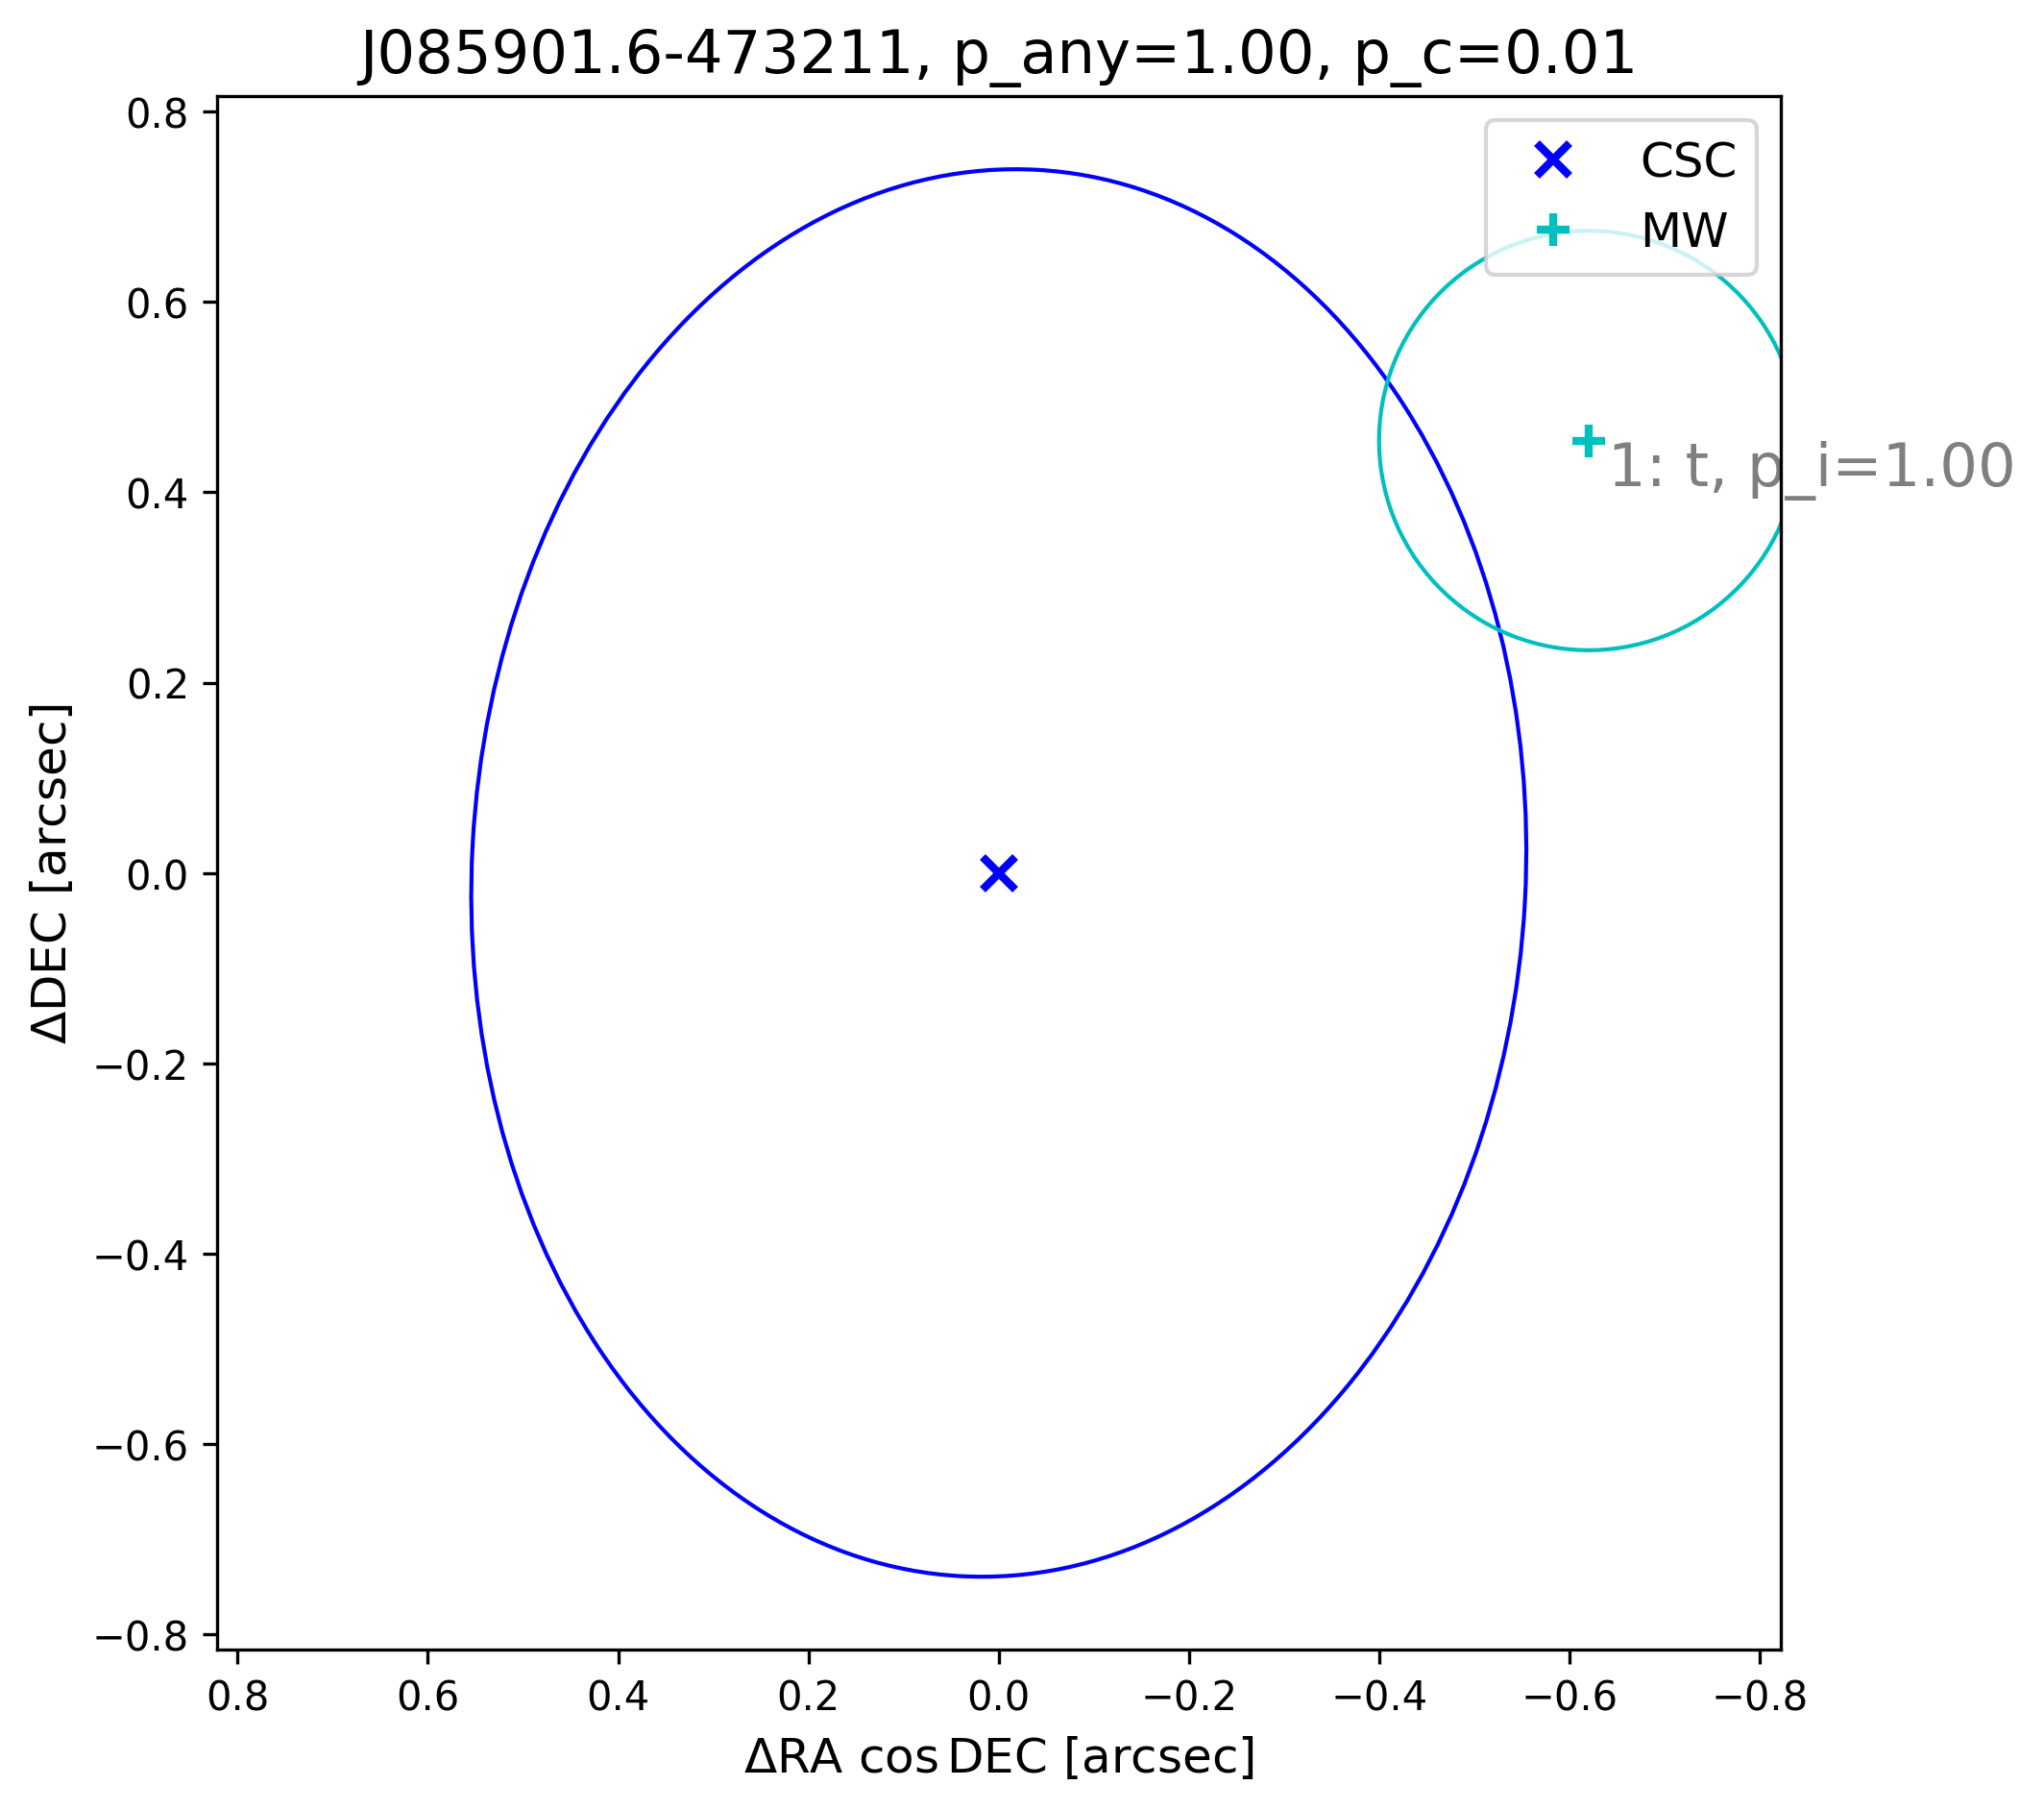 J085901.6-473211, p_any=1.00, p_c=0.01
CSC
MW
1: t, p_i=1.00
ΔDEC [arcsec]
0.8
0.6
0.4
0.2
0.0
−0.2
−0.4
−0.6
−0.8
0.8 0.6 0.4 0.2 0.0 −0.2 −0.4 −0.6 −0.8
ΔRA cos DEC [arcsec]